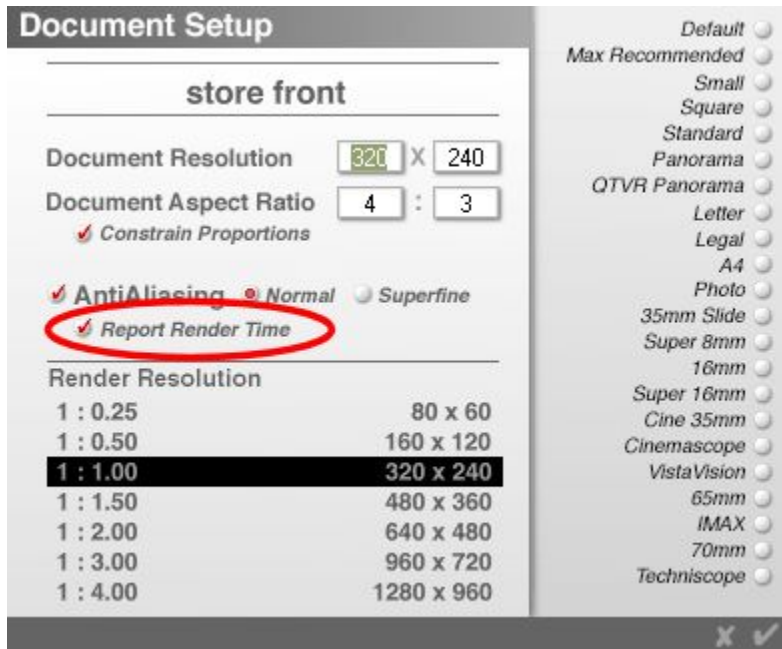 Document Setup
store front
Document Resolution 320 X 240
Document Aspect Ratio 4 : 3
Constrain Proportions
AntiAliasing Normal Superfine
Report Render Time
Render Resolution
1 : 0.25 80 x 60
1 : 0.50 160 x 120
1 : 1.00 320 x 240
1 : 1.50 480 x 360
1 : 2.00 640 x 480
1 : 3.00 960 x 720
1 : 4.00 1280 x 960
Default
Max Recommended
Small
Square
Standard
Panorama
QTVR Panorama
Letter
Legal
A4
Photo
35mm Slide
Super 8mm
16mm
Super 16mm
Cine 35mm
Cinemascope
VistaVision
65mm
IMAX
70mm
Techniscope